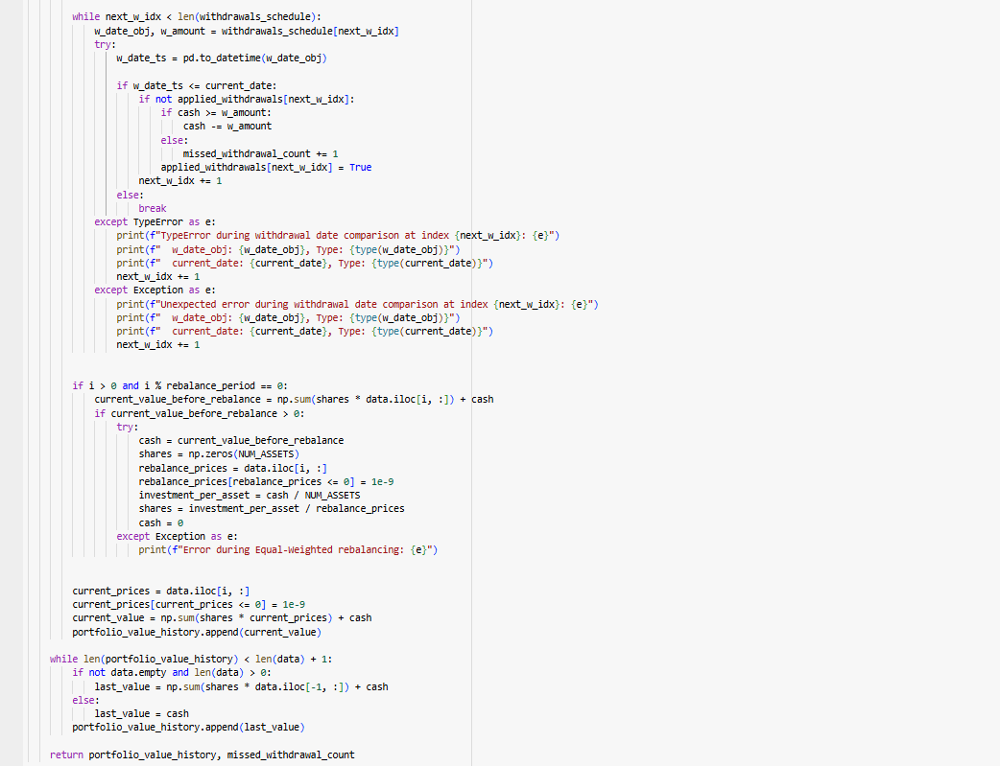 while next_w_idx < len(withdrawals_schedule):
w_date_obj, w_amount = withdrawals_schedule[next_w_idx]
try:
w_date_ts = pd.to_datetime(w_date_obj)
if w_date_ts <= current_date:
if not applied_withdrawals[next_w_idx]:
if cash >= w_amount:
cash -= w_amount
else:
missed_withdrawal_count += 1
applied_withdrawals[next_w_idx] = True
next_w_idx += 1
else:
break
except TypeError as e:
print(f"TypeError during withdrawal date comparison at index {next_w_idx}: {e}")
print(f"  w_date_obj: {w_date_obj}, Type: {type(w_date_obj)}")
print(f"  current_date: {current_date}, Type: {type(current_date)}")
next_w_idx += 1
except Exception as e:
print(f"Unexpected error during withdrawal date comparison at index {next_w_idx}: {e}")
print(f"  w_date_obj: {w_date_obj}, Type: {type(w_date_obj)}")
print(f"  current_date: {current_date}, Type: {type(current_date)}")
next_w_idx += 1
if i > 0 and i % rebalance_period == 0:
current_value_before_rebalance = np.sum(shares * data.iloc[i, :]) + cash
if current_value_before_rebalance > 0:
try:
cash = current_value_before_rebalance
shares = np.zeros(NUM_ASSETS)
rebalance_prices = data.iloc[i, :]
rebalance_prices[rebalance_prices <= 0] = 1e-9
investment_per_asset = cash / NUM_ASSETS
shares = investment_per_asset / rebalance_prices
cash = 0
except Exception as e:
print(f"Error during Equal-Weighted rebalancing: {e}")
current_prices = data.iloc[i, :]
current_prices[current_prices <= 0] = 1e-9
current_value = np.sum(shares * current_prices) + cash
portfolio_value_history.append(current_value)
while len(portfolio_value_history) < len(data) + 1:
if not data.empty and len(data) > 0:
last_value = np.sum(shares * data.iloc[-1, :]) + cash
else:
last_value = cash
portfolio_value_history.append(last_value)
return portfolio_value_history, missed_withdrawal_count